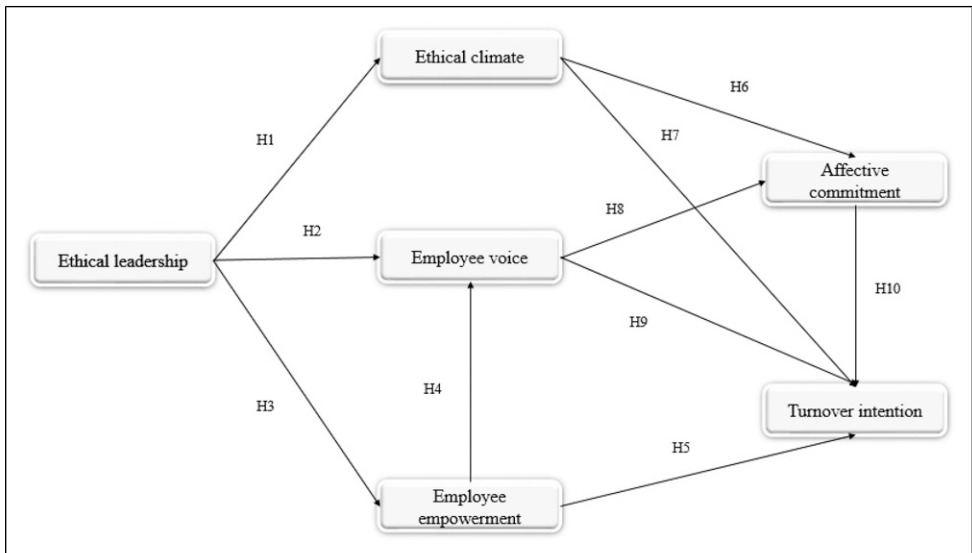 Ethical climate
H6
H1
H7
Affective
commitment
H8
H2
Ethical leadership
Employee voice
H10
H9
H4
H3
Turnover intention
H5
Employee
empowerment